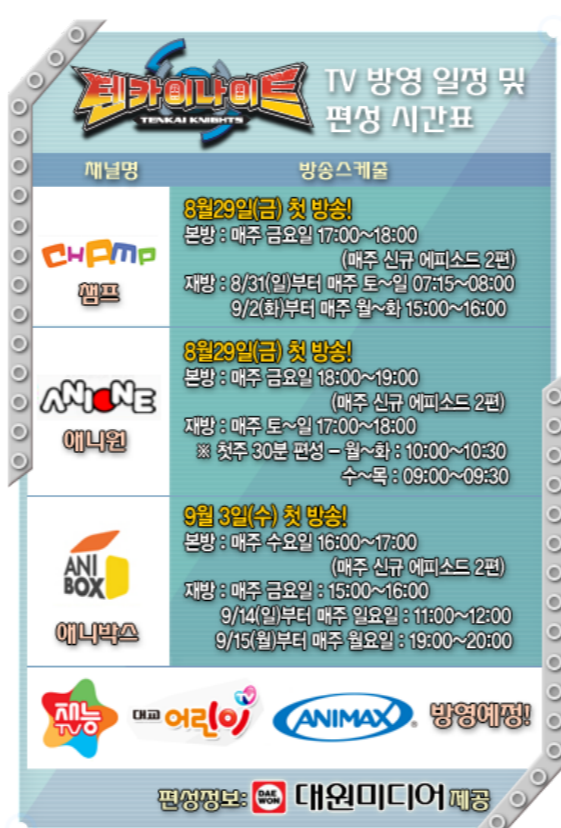 텐카이나이트
TENKAI KNIGHTS
TV 방영 일정 및
편성 시간표
채널명
방송스케줄
CHAMP
챔프
8월29일(금) 첫 방송!
본방 : 매주 금요일 17:00~18:00
(매주 신규 에피소드 2편)
재방 : 8/31(일)부터 매주 토~일 07:15~08:00
9/2(화)부터 매주 월~화 15:00~16:00
ANIONE
애니원
8월29일(금) 첫 방송!
본방 : 매주 금요일 18:00~19:00
(매주 신규 에피소드 2편)
재방 : 매주 토~일 17:00~18:00
※ 첫주 30분 편성 - 월~화 : 10:00~10:30
수~목 : 09:00~09:30
ANI
BOX
애니박스
9월 3일(수) 첫 방송!
본방 : 매주 수요일 16:00~17:00
(매주 신규 에피소드 2편)
재방 : 매주 금요일 : 15:00~16:00
9/14(일)부터 매주 일요일 : 11:00~12:00
9/15(월)부터 매주 월요일 : 19:00~20:00
재능 대교 어린이 TV ANIMAX 방영예정!
편성정보: DAE WON 대원미디어 제공